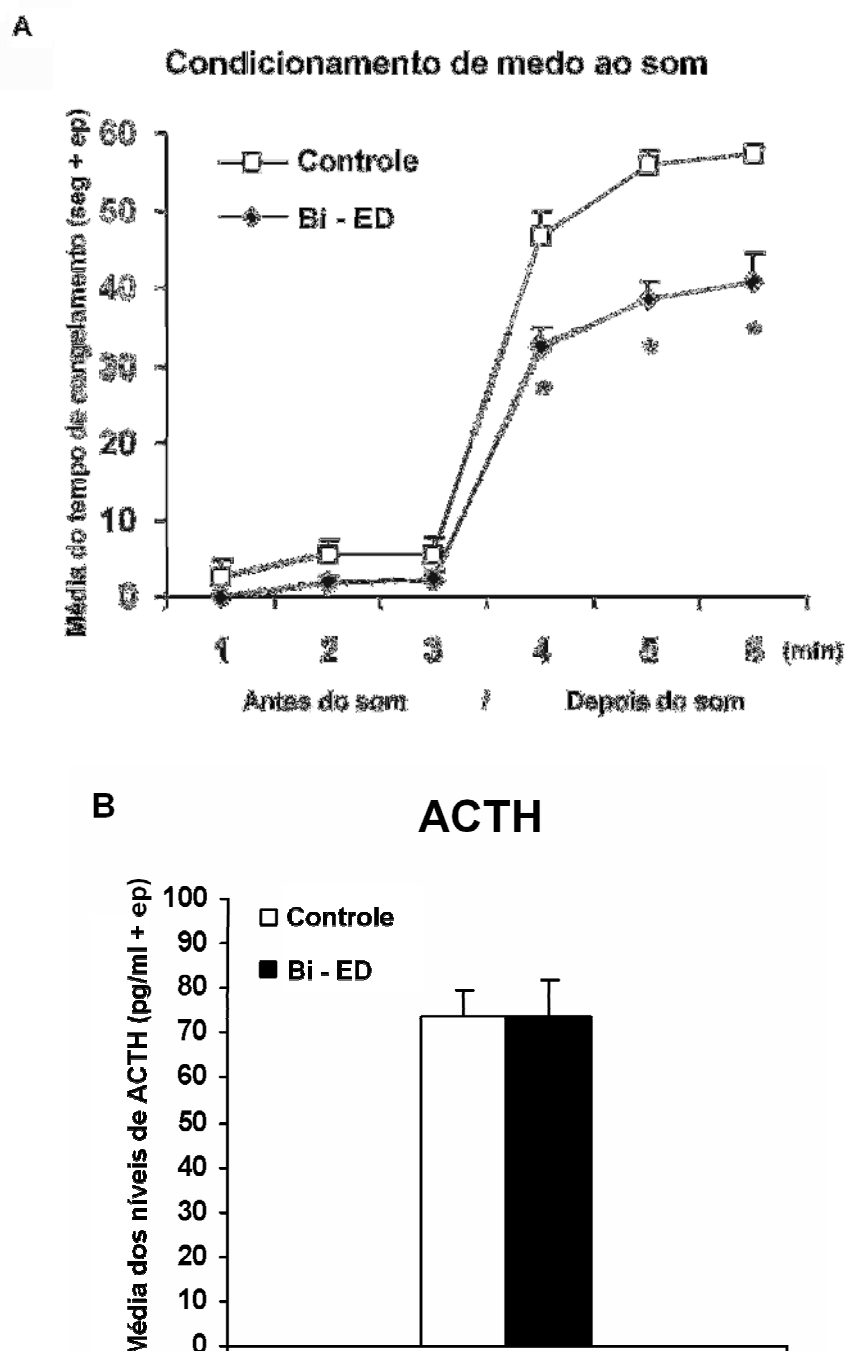 A
Condicionamento de medo ao som
Média do tempo de congelamento (seg + ep)
60
50
40
30
20
10
0
Controle
Bi - ED
*
*
*
1 2 3 4 5 6 (min)
Antes do som / Depois do som
B
ACTH
Média dos níveis de ACTH (pg/ml + ep)
100
90
80
70
60
50
40
30
20
10
0
Controle
Bi - ED